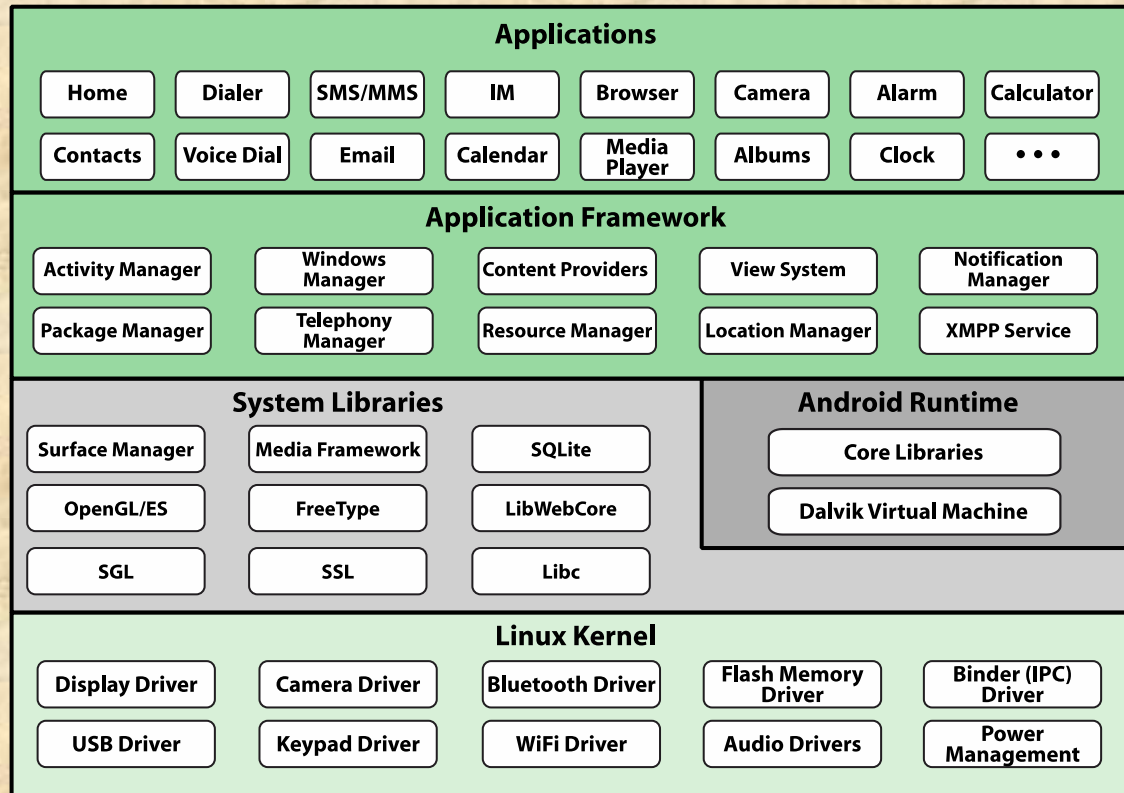 Applications
Home Dialer SMS/MMS IM Browser Camera Alarm Calculator
Contacts Voice Dial Email Calendar Media Player Albums Clock • • •
Application Framework
Activity Manager Windows Manager Content Providers View System Notification Manager
Package Manager Telephony Manager Resource Manager Location Manager XMPP Service
System Libraries
Surface Manager Media Framework SQLite
OpenGL/ES FreeType LibWebCore
SGL SSL Libc
Android Runtime
Core Libraries
Dalvik Virtual Machine
Linux Kernel
Display Driver Camera Driver Bluetooth Driver Flash Memory Driver Binder (IPC) Driver
USB Driver Keypad Driver WiFi Driver Audio Drivers Power Management